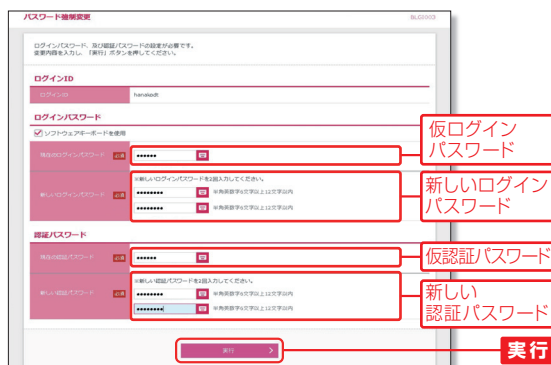 パスワード強制変更
BLGI003
ログインパスワード、及び認証パスワードの設定が必要です。
変更内容を入力し、「実行」ボタンを押してください。
ログインID
ログインID
hanakodt
ログインパスワード
ソフトウェアキーボードを使用
現在のログインパスワード 必須
●●●●●●
仮ログイン
パスワード
※新しいログインパスワードを2回入力してください。
新しいログインパスワード 必須
●●●●●●●● 半角英数字6文字以上12文字以内
●●●●●●●● 半角英数字6文字以上12文字以内
新しいログイン
パスワード
認証パスワード
現在の認証パスワード 必須
●●●●●●
仮認証パスワード
※新しい認証パスワードを2回入力してください。
新しい認証パスワード 必須
●●●●●●●● 半角英数字6文字以上12文字以内
●●●●●●●● 半角英数字6文字以上12文字以内
新しい
認証パスワード
実行
実行